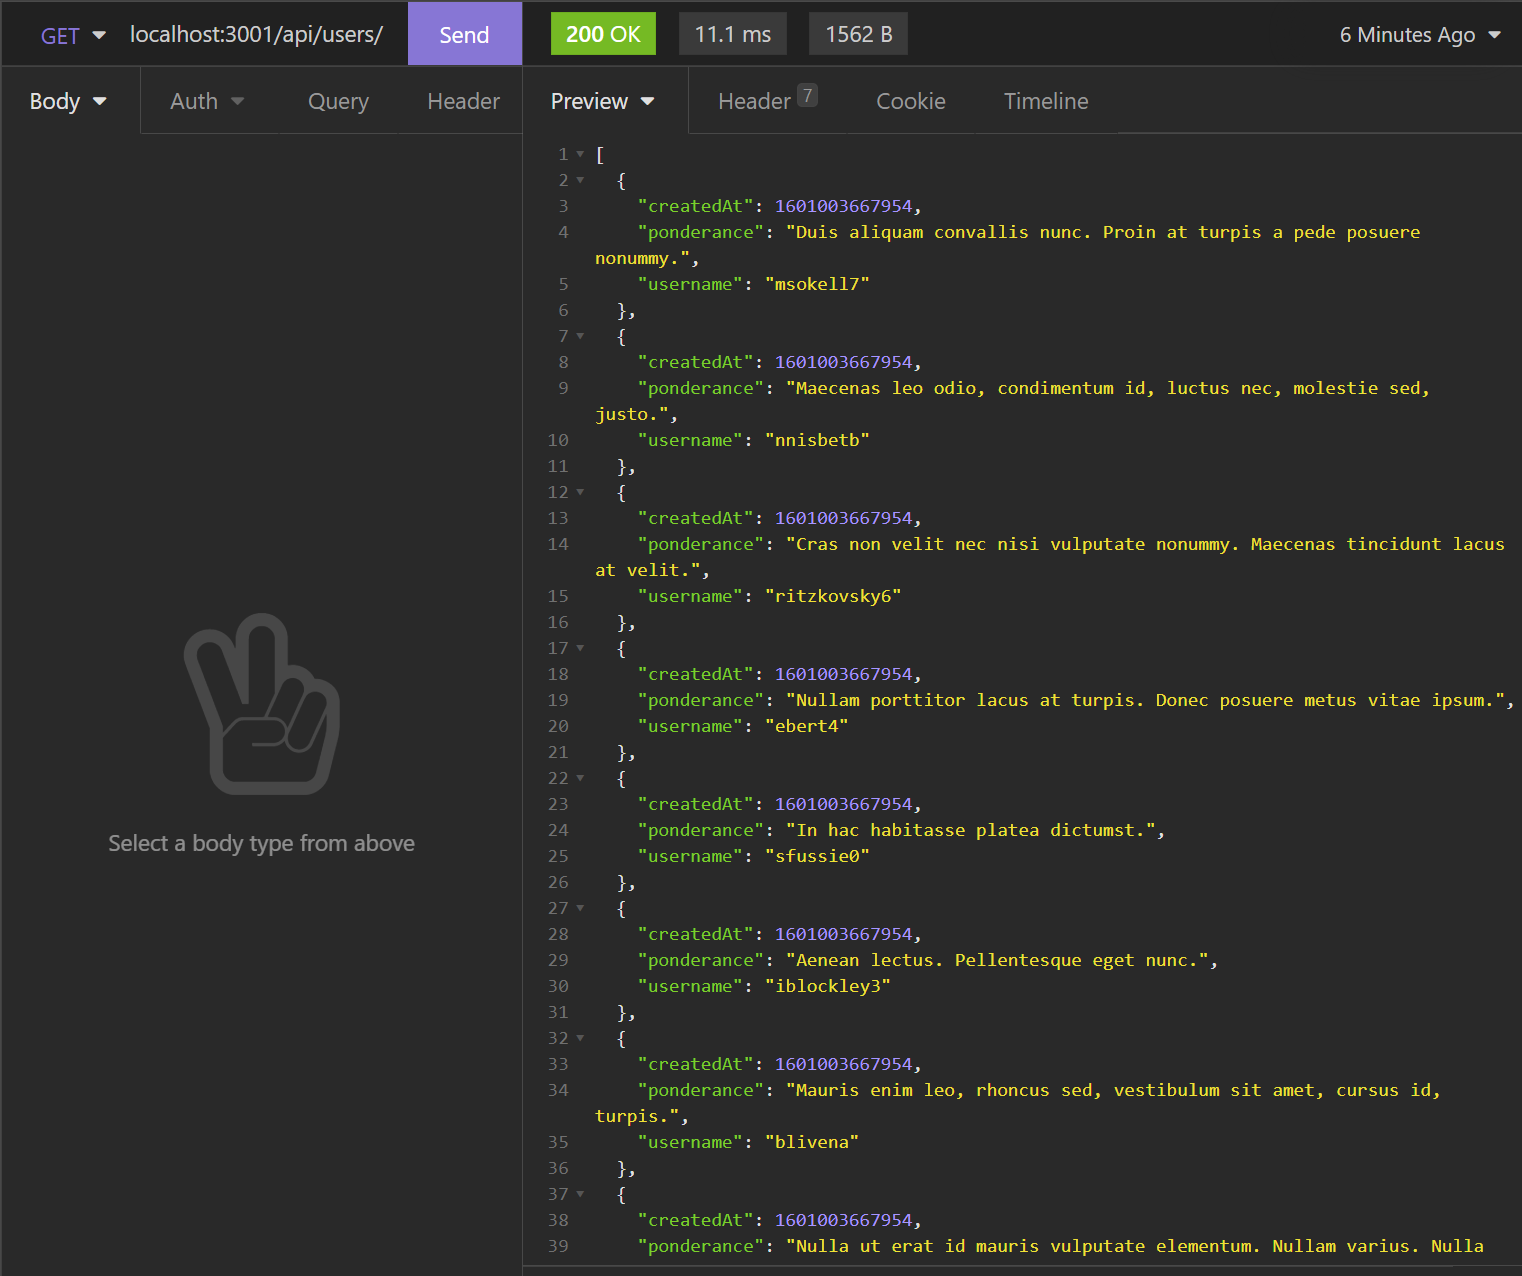 GET localhost:3001/api/users/ Send 200 OK 11.1 ms 1562 B 6 Minutes Ago
Body Auth Query Header Preview Header 7 Cookie Timeline
1 [
2 {
3 "createdAt": 1601003667954,
4 "ponderance": "Duis aliquam convallis nunc. Proin at turpis a pede posuere
nonummy.",
5 "username": "msokell7"
6 },
7 {
8 "createdAt": 1601003667954,
9 "ponderance": "Maecenas leo odio, condimentum id, luctus nec, molestie sed,
justo.",
10 "username": "nnisbetb"
11 },
12 {
13 "createdAt": 1601003667954,
14 "ponderance": "Cras non velit nec nisi vulputate nonummy. Maecenas tincidunt lacus
at velit.",
15 "username": "ritzkovsky6"
16 },
17 {
18 "createdAt": 1601003667954,
19 "ponderance": "Nullam porttitor lacus at turpis. Donec posuere metus vitae ipsum.",
20 "username": "ebert4"
21 },
22 {
23 "createdAt": 1601003667954,
24 "ponderance": "In hac habitasse platea dictumst.",
25 "username": "sfussie0"
26 },
27 {
28 "createdAt": 1601003667954,
29 "ponderance": "Aenean lectus. Pellentesque eget nunc.",
30 "username": "iblockley3"
31 },
32 {
33 "createdAt": 1601003667954,
34 "ponderance": "Mauris enim leo, rhoncus sed, vestibulum sit amet, cursus id,
turpis.",
35 "username": "blivena"
36 },
37 {
38 "createdAt": 1601003667954,
39 "ponderance": "Nulla ut erat id mauris vulputate elementum. Nullam varius. Nulla
Select a body type from above